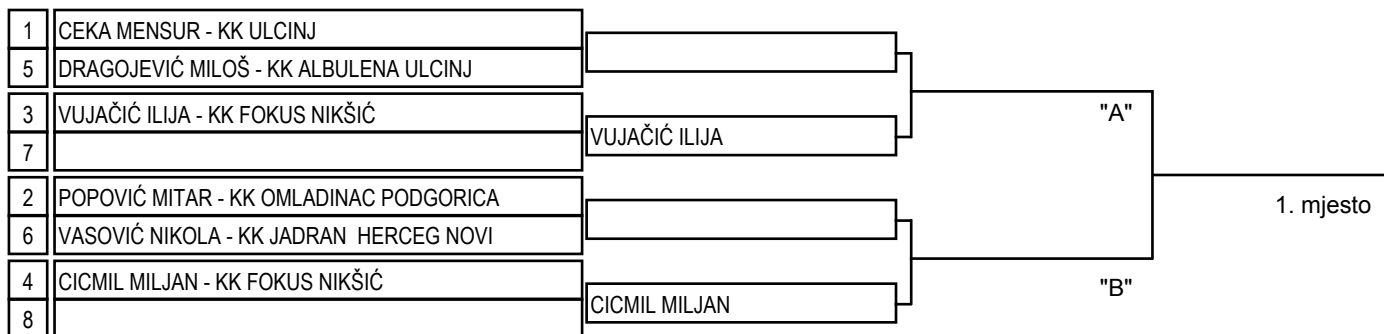 1 CEKA MENSUR - KK ULCINJ
5 DRAGOJEVIĆ MILOŠ - KK ALBULENA ULCINJ
3 VUJAČIĆ ILIJA - KK FOKUS NIKŠIĆ
7
VUJAČIĆ ILIJA
"A"
2 POPOVIĆ MITAR - KK OMLADINAC PODGORICA
6 VASOVIĆ NIKOLA - KK JADRAN  HERCEG NOVI
1. mjesto
4 CICMIL MILJAN - KK FOKUS NIKŠIĆ
8
CICMIL MILJAN
"B"